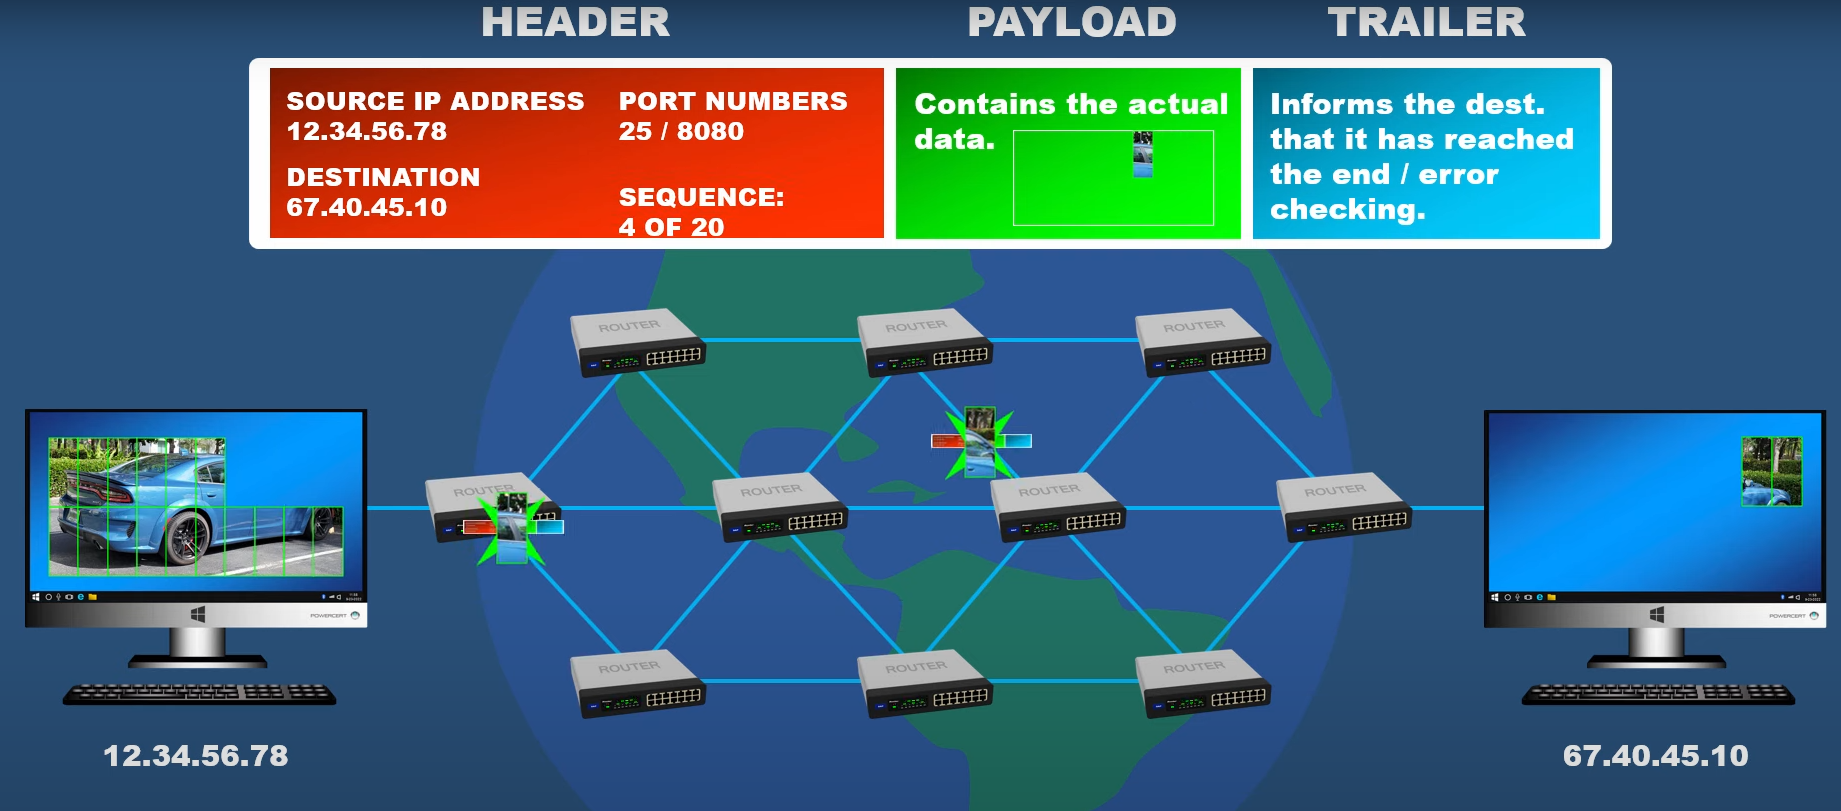 HEADER
PAYLOAD
TRAILER
SOURCE IP ADDRESS
12.34.56.78
DESTINATION
67.40.45.10
PORT NUMBERS
25 / 8080
SEQUENCE:
4 OF 20
Contains the actual
data.
Informs the dest.
that it has reached
the end / error
checking.
ROUTER
ROUTER
ROUTER
ROUTER
ROUTER
ROUTER
ROUTER
ROUTER
ROUTER
ROUTER
POWERCERT
POWERCERT
12.34.56.78
67.40.45.10